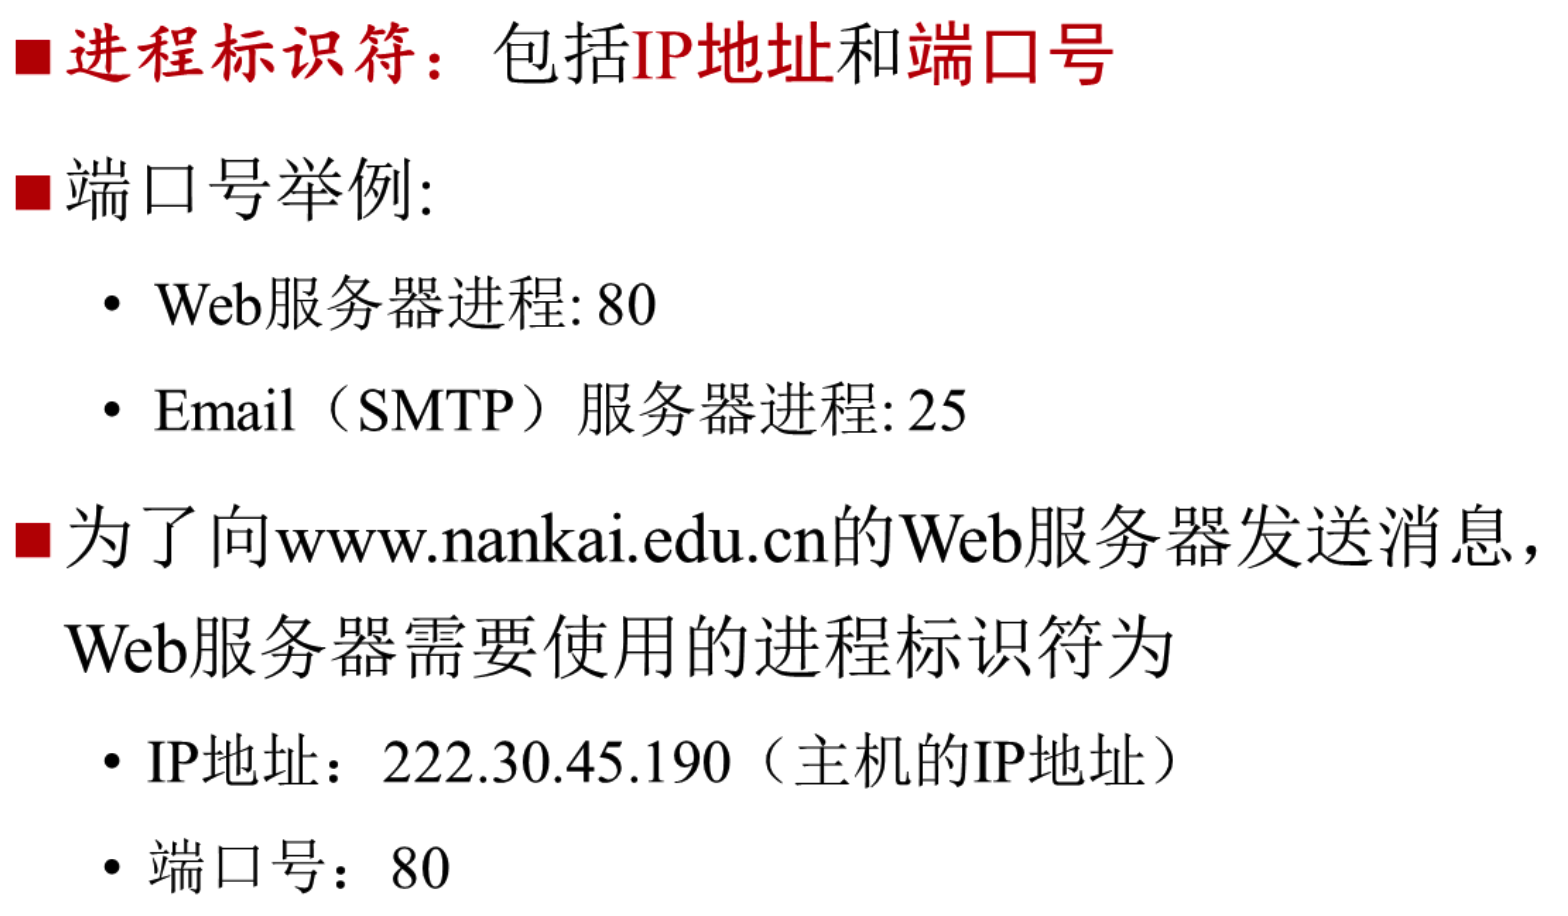 ■进程标识符：包括IP地址和端口号
■端口号举例:
• Web服务器进程: 80
• Email（SMTP）服务器进程: 25
■为了向www.nankai.edu.cn的Web服务器发送消息，
Web服务器需要使用的进程标识符为
• IP地址：222.30.45.190（主机的IP地址）
• 端口号：80